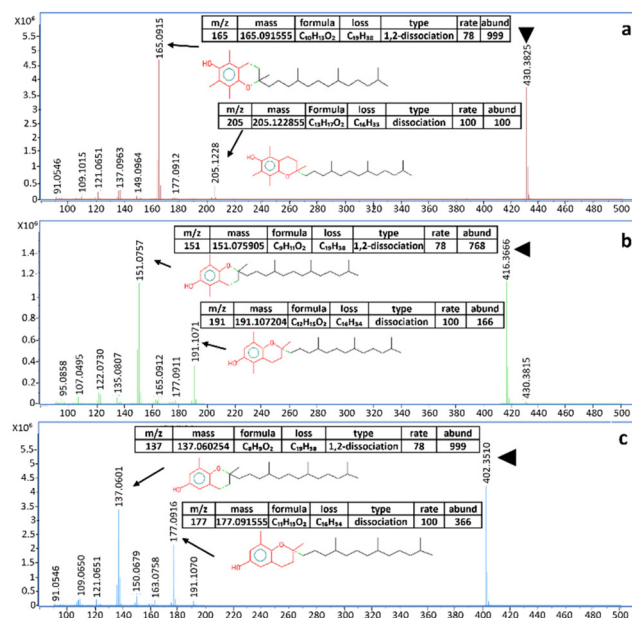 x10^6
a
m/z mass formula loss type rate abund
165 165.091555 C10H13O2 C19H38 1,2-dissociation 78 999
165.0915
430.3825
HO
O
m/z mass Formula loss type rate abund
205 205.122855 C13H17O2 C16H33 dissociation 100 100
HO
O
5
4.5
4
3.5
3
2.5
2
1.5
1
0.5
0
91.0546
109.1015
121.0651
137.0963
149.0964
177.0912
205.1228
100 120 140 160 180 200 220 240 260 280 300 320 340 360 380 400 420 440 460 480 500
x10^6
b
m/z mass formula loss type rate abund
151 151.075905 C9H11O2 C19H38 1,2-dissociation 78 768
151.0757
416.3666
HO
O
m/z mass formula loss type rate abund
191 191.107204 C12H15O2 C16H34 dissociation 100 166
HO
O
1.4
1.2
1
0.8
0.6
0.4
0.2
0
95.0858
107.0495
122.0730
135.0807
165.0912
177.0911
191.1071
430.3815
100 120 140 160 180 200 220 240 260 280 300 320 340 360 380 400 420 440 460 480 500
x10^6
c
m/z mass formula loss type rate abund
137 137.060254 C8H9O2 C19H38 1,2-dissociation 78 999
137.0601
402.3510
HO
O
m/z mass formula loss type rate abund
177 177.091555 C11H13O2 C16H34 dissociation 100 366
177.0916
HO
O
5
4.5
4
3.5
3
2.5
2
1.5
1
0.5
0
91.0546
109.0650
121.0651
150.0679
163.0758
191.1070
100 120 140 160 180 200 220 240 260 280 300 320 340 360 380 400 420 440 460 480 500